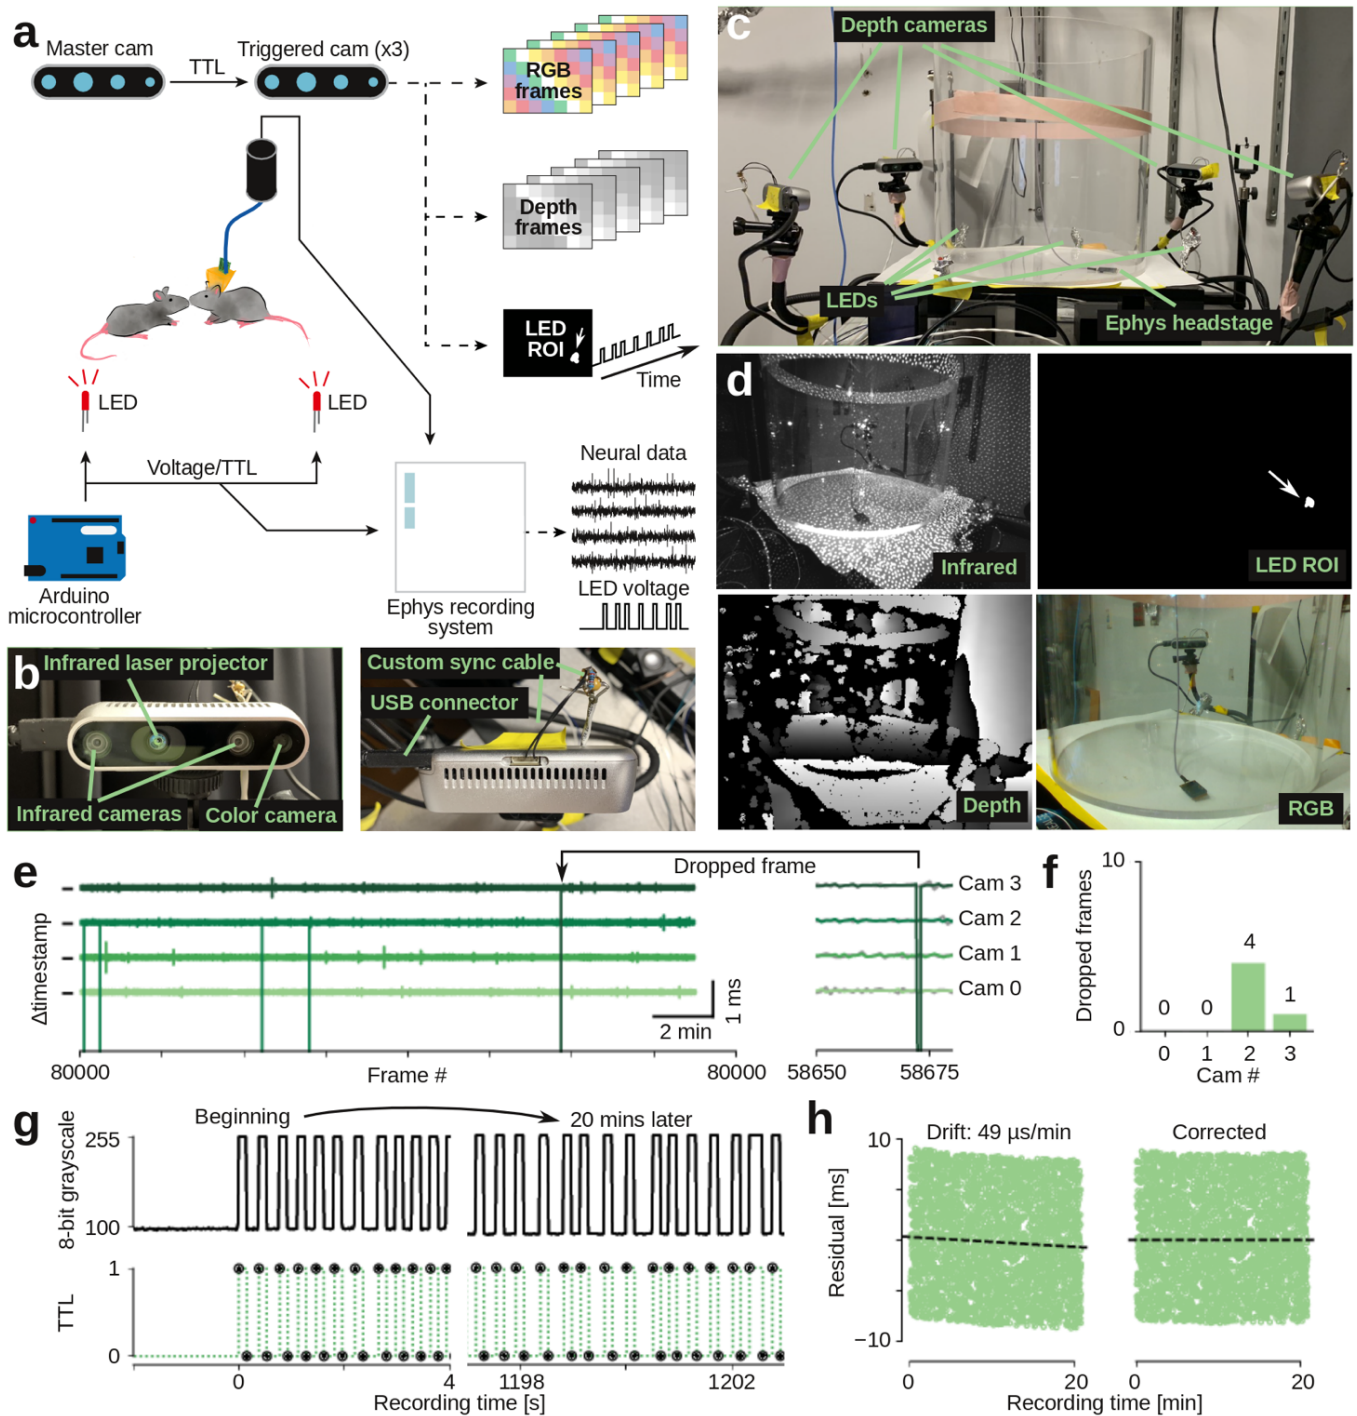 a
Master cam
TTL
Triggered cam (x3)
RGB
frames
Depth
frames
LED
ROI
Time
LED
LED
Voltage/TTL
Arduino
microcontroller
Ephys recording
system
Neural data
LED voltage
b
Infrared laser projector
Infrared cameras
Color camera
Custom sync cable
USB connector
c
Depth cameras
LEDs
Ephys headstage
d
Infrared
LED ROI
Depth
RGB
e
Δtimestamp
Dropped frame
Cam 3
Cam 2
Cam 1
Cam 0
1 ms
2 min
80000
Frame #
80000
58650
58675
f
Dropped frames
10
0
0
0
4
1
0
1
2
3
Cam #
g
Beginning
20 mins later
8-bit grayscale
255
100
TTL
1
0
0
4
1198
1202
Recording time [s]
h
Drift: 49 µs/min
Corrected
Residual [ms]
10
−10
0
20
0
20
Recording time [min]